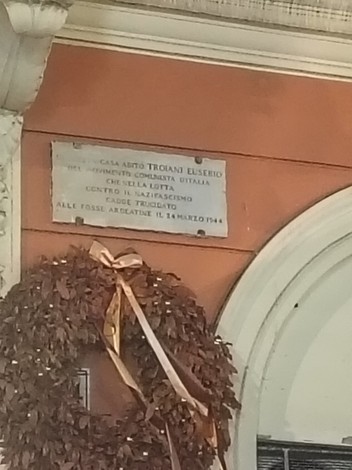 CASA ABITÒ TROIANI EUSEBIO
DEL MOVIMENTO COMUNISTA D'ITALIA
CHE NELLA LOTTA
CONTRO IL NAZIFASCISMO
CADDE TRUCIDATO
ALLE FOSSE ARDEATINE IL 24 MARZO 1944